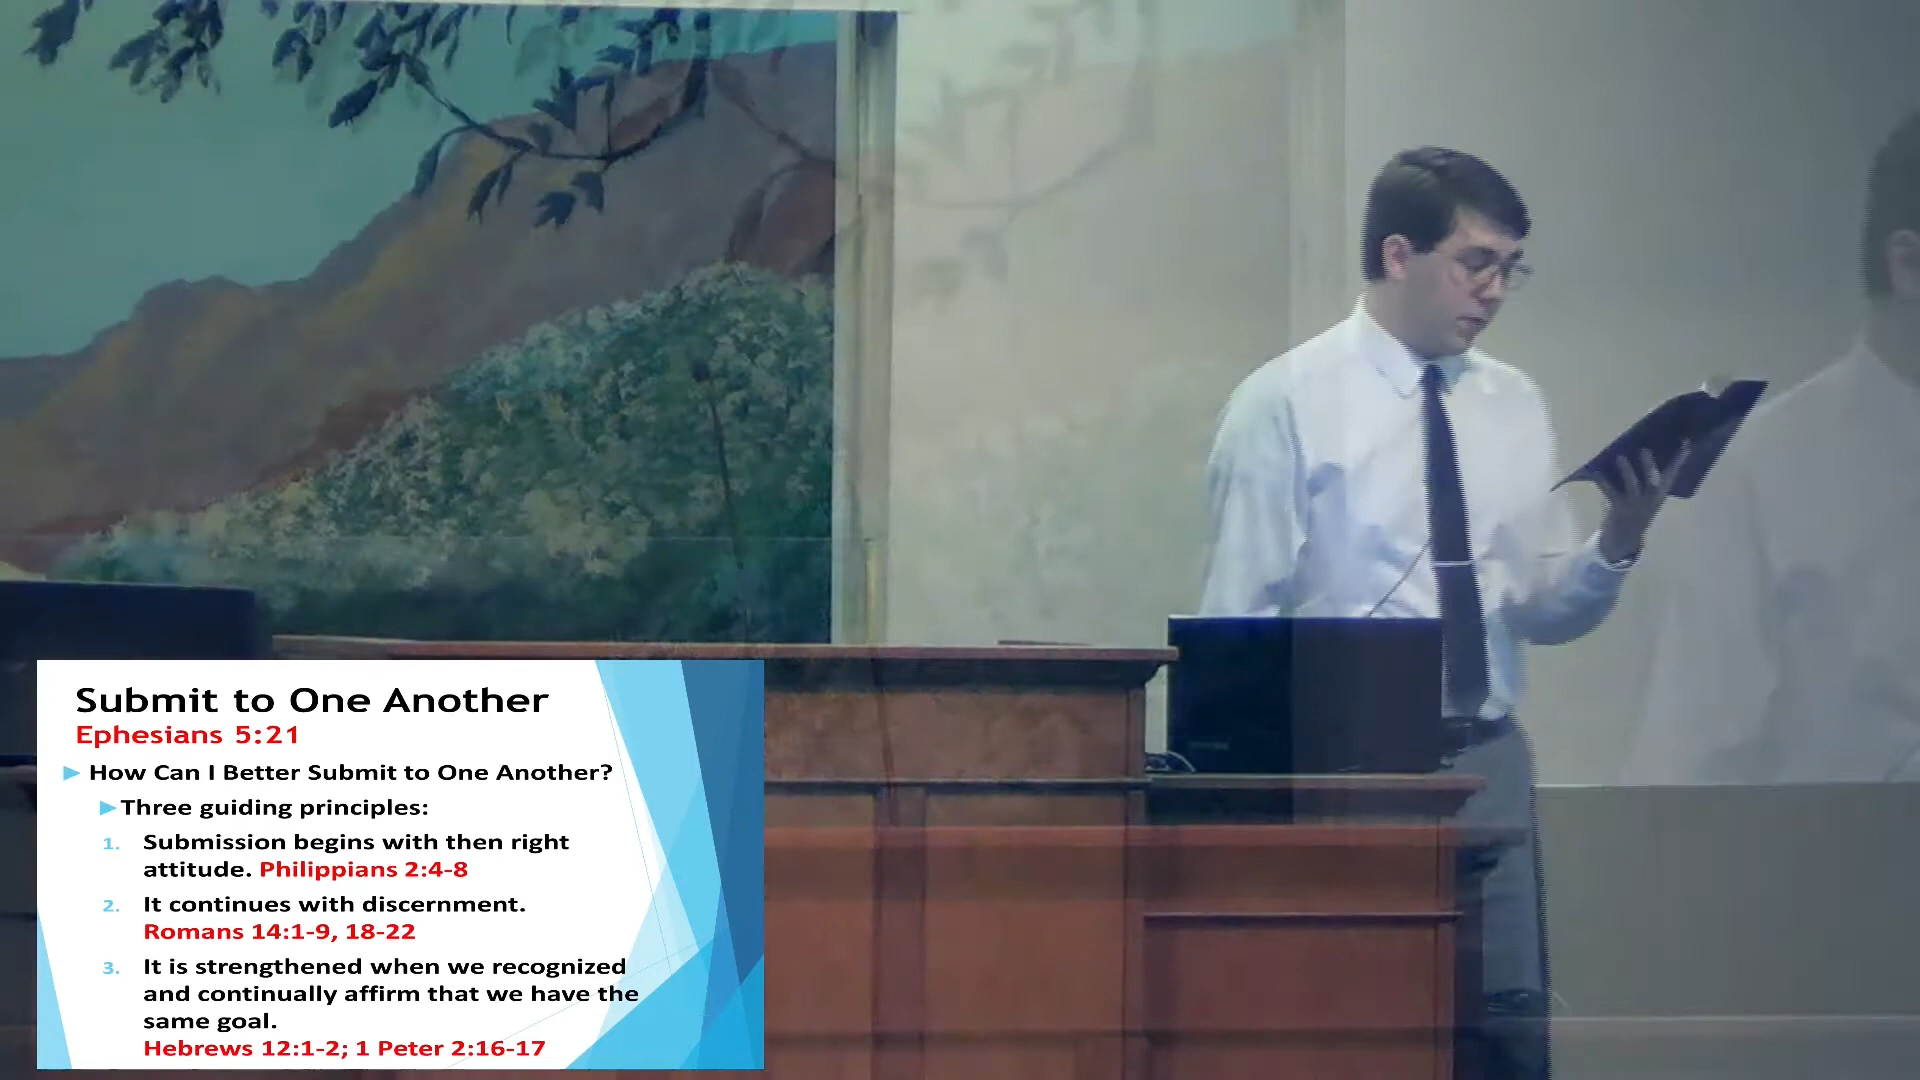 Submit to One Another
Ephesians 5:21
How Can I Better Submit to One Another?
Three guiding principles:
1. Submission begins with then right
attitude. Philippians 2:4-8
2. It continues with discernment.
Romans 14:1-9, 18-22
3. It is strengthened when we recognized
and continually affirm that we have the
same goal.
Hebrews 12:1-2; 1 Peter 2:16-17